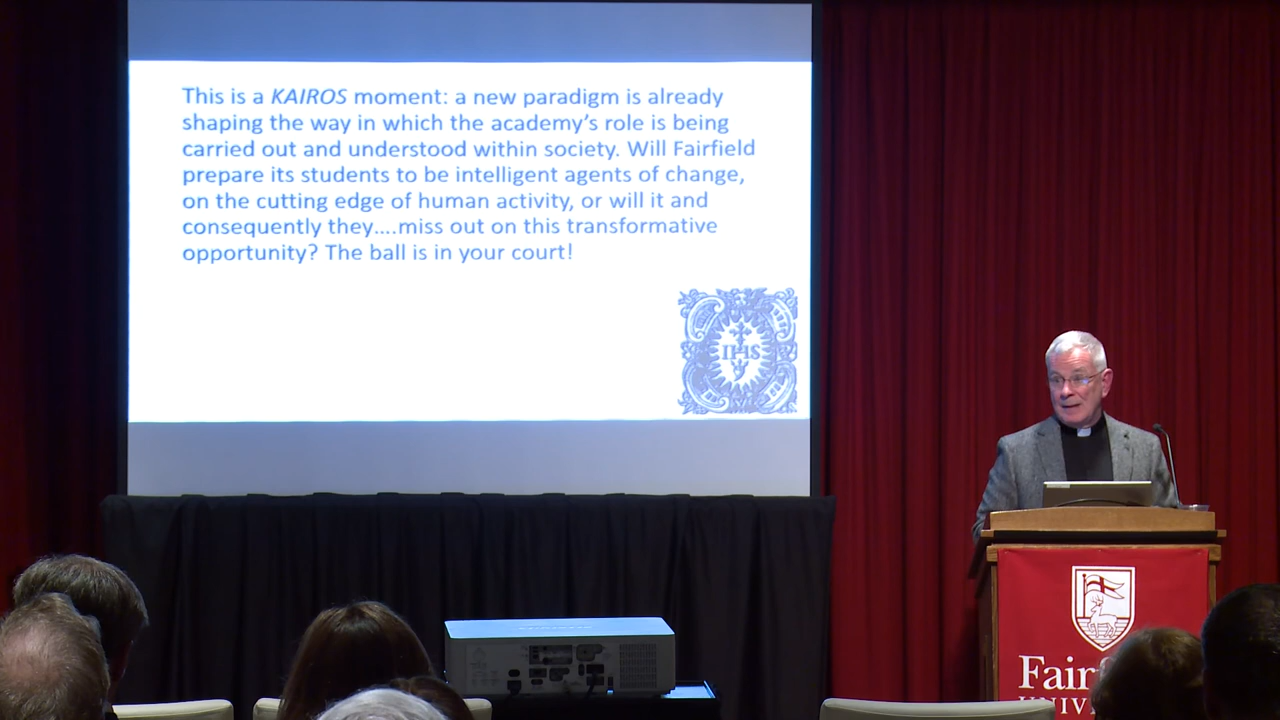 This is a KAIROS moment: a new paradigm is already
shaping the way in which the academy's role is being
carried out and understood within society. Will Fairfield
prepare its students to be intelligent agents of change,
on the cutting edge of human activity, or will it and
consequently they....miss out on this transformative
opportunity? The ball is in your court!
IHS
Fair
UNIV